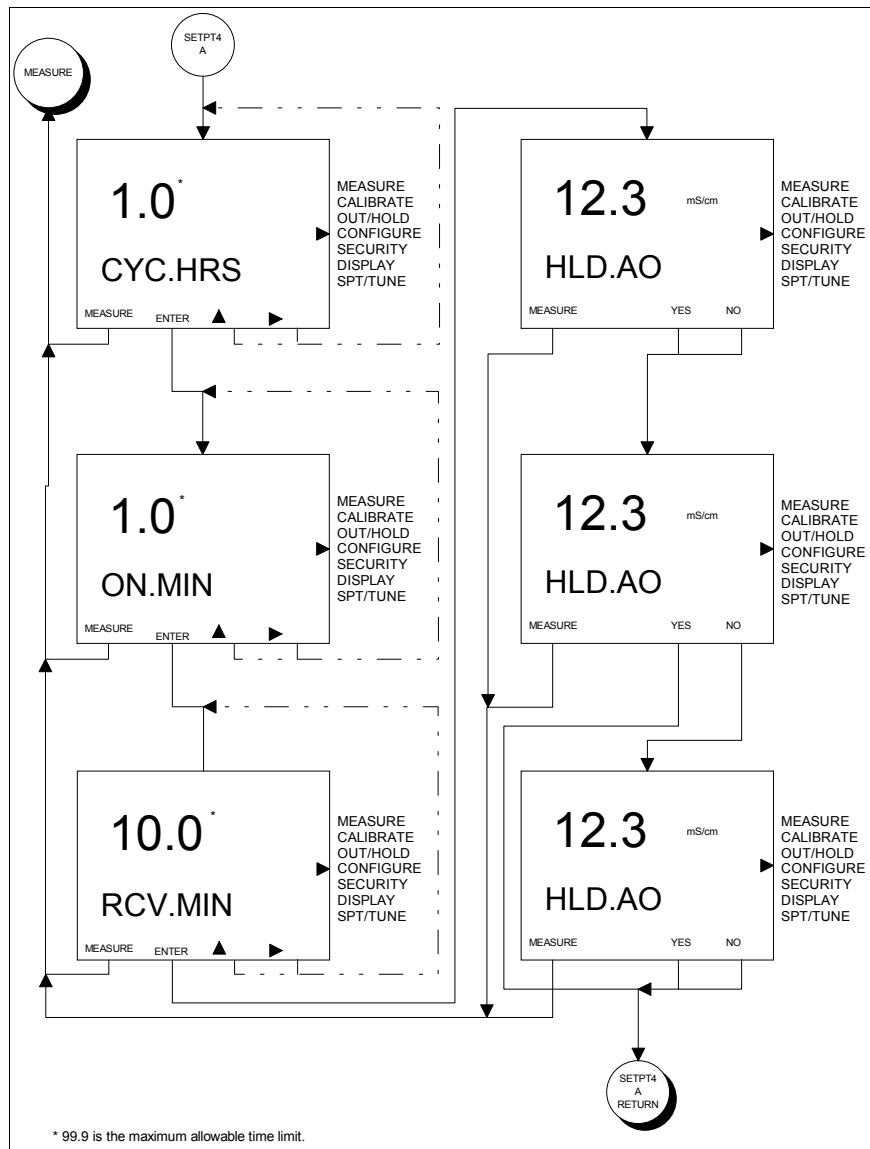 MEASURE
SETPT4
A
1.0*
CYC.HRS
MEASURE ENTER
MEASURE
CALIBRATE
OUT/HOLD
CONFIGURE
SECURITY
DISPLAY
SPT/TUNE
1.0*
ON.MIN
MEASURE ENTER
MEASURE
CALIBRATE
OUT/HOLD
CONFIGURE
SECURITY
DISPLAY
SPT/TUNE
10.0*
RCV.MIN
MEASURE ENTER
MEASURE
CALIBRATE
OUT/HOLD
CONFIGURE
SECURITY
DISPLAY
SPT/TUNE
12.3 mS/cm
HLD.AO
MEASURE YES NO
MEASURE
CALIBRATE
OUT/HOLD
CONFIGURE
SECURITY
DISPLAY
SPT/TUNE
12.3 mS/cm
HLD.AO
MEASURE YES NO
MEASURE
CALIBRATE
OUT/HOLD
CONFIGURE
SECURITY
DISPLAY
SPT/TUNE
12.3 mS/cm
HLD.AO
MEASURE YES NO
MEASURE
CALIBRATE
OUT/HOLD
CONFIGURE
SECURITY
DISPLAY
SPT/TUNE
SETPT4
A
RETURN
* 99.9 is the maximum allowable time limit.